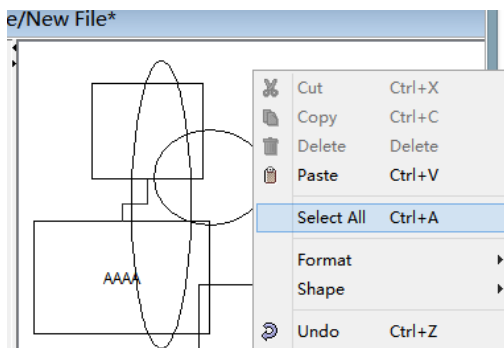 e/New File*
Cut Ctrl+X
Copy Ctrl+C
Delete Delete
Paste Ctrl+V
Select All Ctrl+A
Format
Shape
Undo Ctrl+Z
AAAA